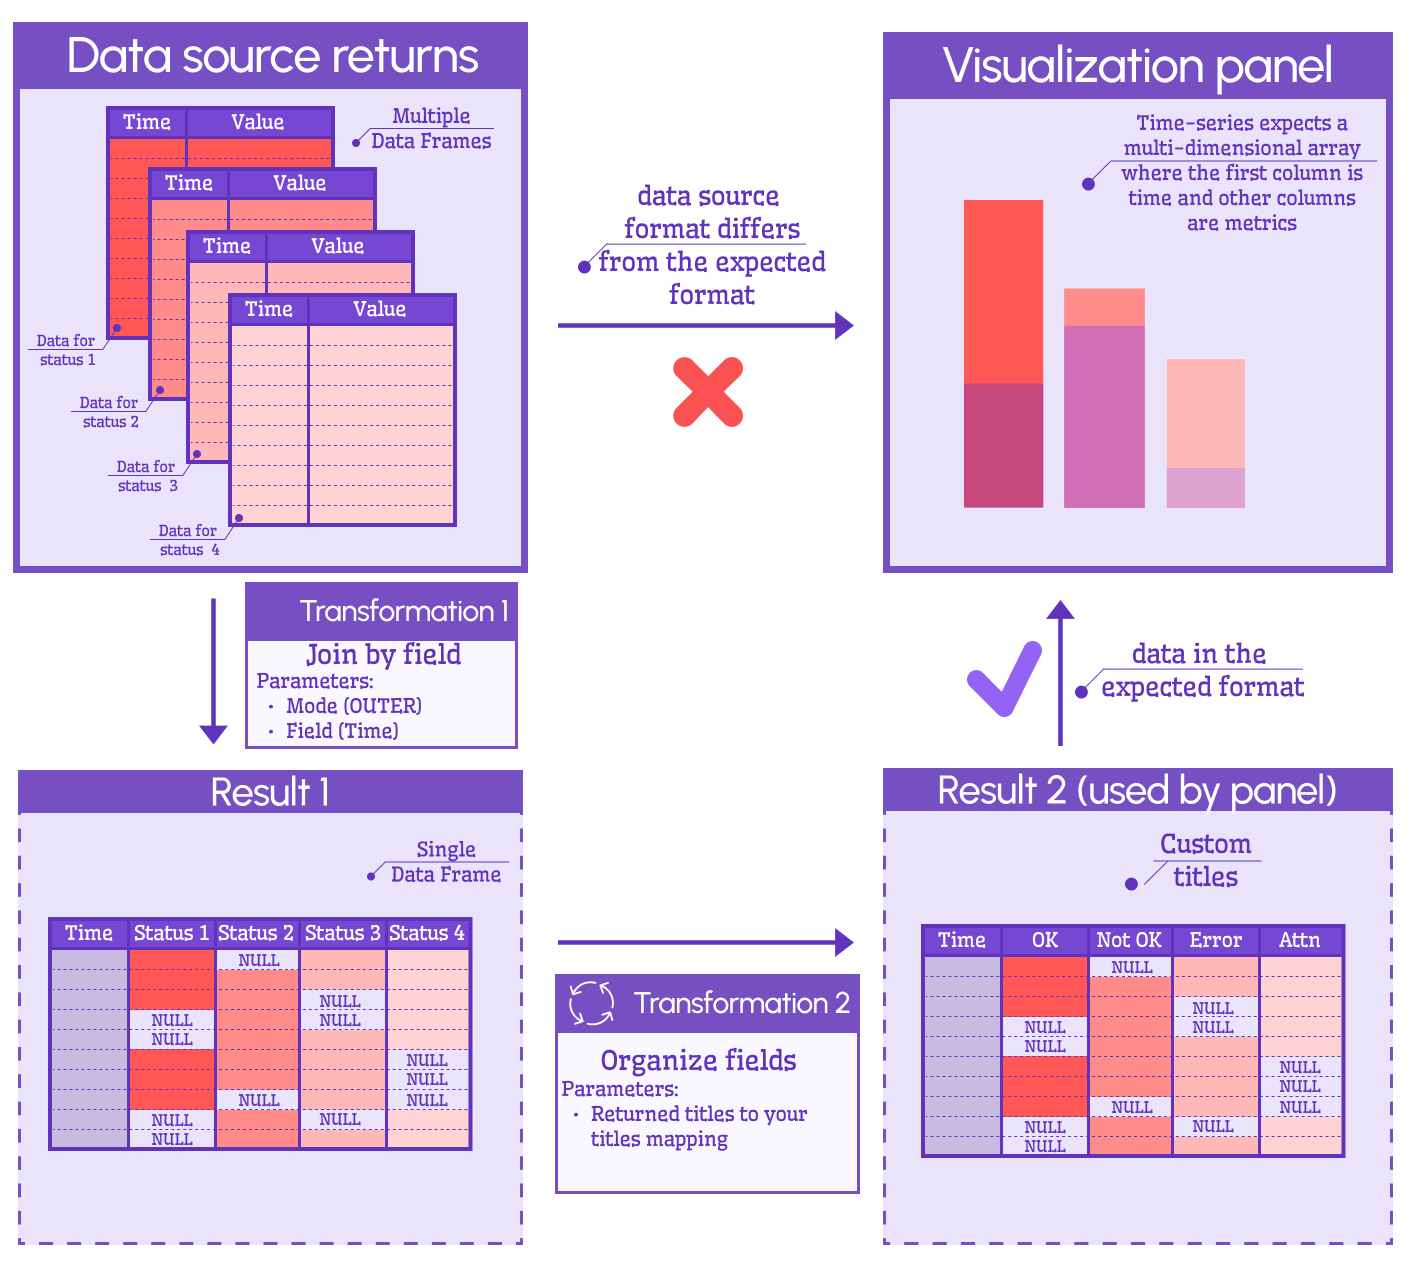 Data source returns
Multiple
Data Frames
Time Value
Time Value
Time Value
Time Value
Data for
status 1
Data for
status 2
Data for
status 3
Data for
status 4
data source
format differs
from the expected
format
Visualization panel
Time-series expects a
multi-dimensional array
where the first column is
time and other columns
are metrics
Transformation 1
Join by field
Parameters:
· Mode (OUTER)
· Field (Time)
data in the
expected format
Result 1
Single
Data Frame
Time Status 1 Status 2 Status 3 Status 4
NULL
NULL
NULL NULL
NULL
NULL
NULL
NULL NULL
NULL NULL
NULL
Transformation 2
Organize fields
Parameters:
· Returned titles to your
titles mapping
Result 2 (used by panel)
Custom
titles
Time OK Not OK Error Attn
NULL
NULL
NULL NULL
NULL
NULL
NULL
NULL NULL
NULL NULL
NULL